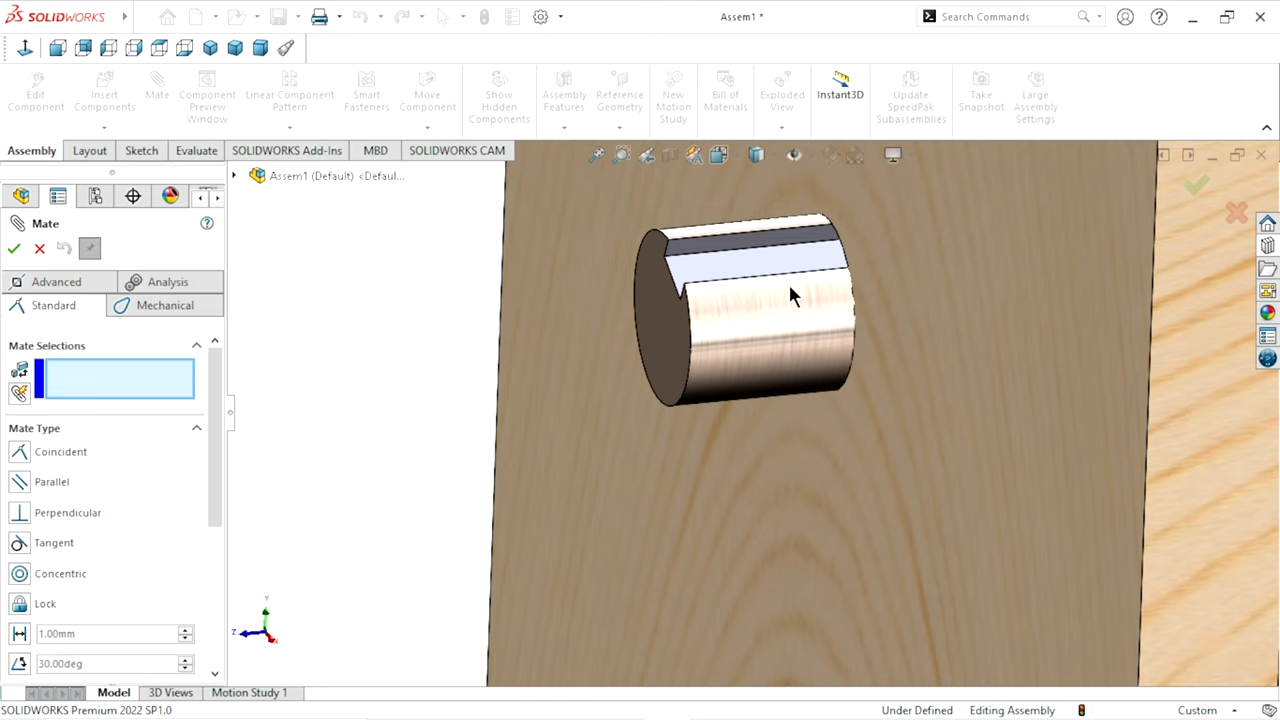 SOLIDWORKS
Assem1 *
Search Commands
Edit Component
Insert Components
Mate
Component Preview Window
Linear Component Pattern
Smart Fasteners
Move Component
Show Hidden Components
Assembly Features
Reference Geometry
New Motion Study
Bill of Materials
Exploded View
Instant3D
Update SpeedPak Subassemblies
Take Snapshot
Large Assembly Settings
Assembly
Layout
Sketch
Evaluate
SOLIDWORKS Add-Ins
MBD
SOLIDWORKS CAM
Assem1 (Default) <Defaul...
Mate
Advanced
Analysis
Standard
Mechanical
Mate Selections
Mate Type
Coincident
Parallel
Perpendicular
Tangent
Concentric
Lock
1.00mm
30.00deg
Y
Z
Model
3D Views
Motion Study 1
SOLIDWORKS Premium 2022 SP1.0
Under Defined
Editing Assembly
Custom